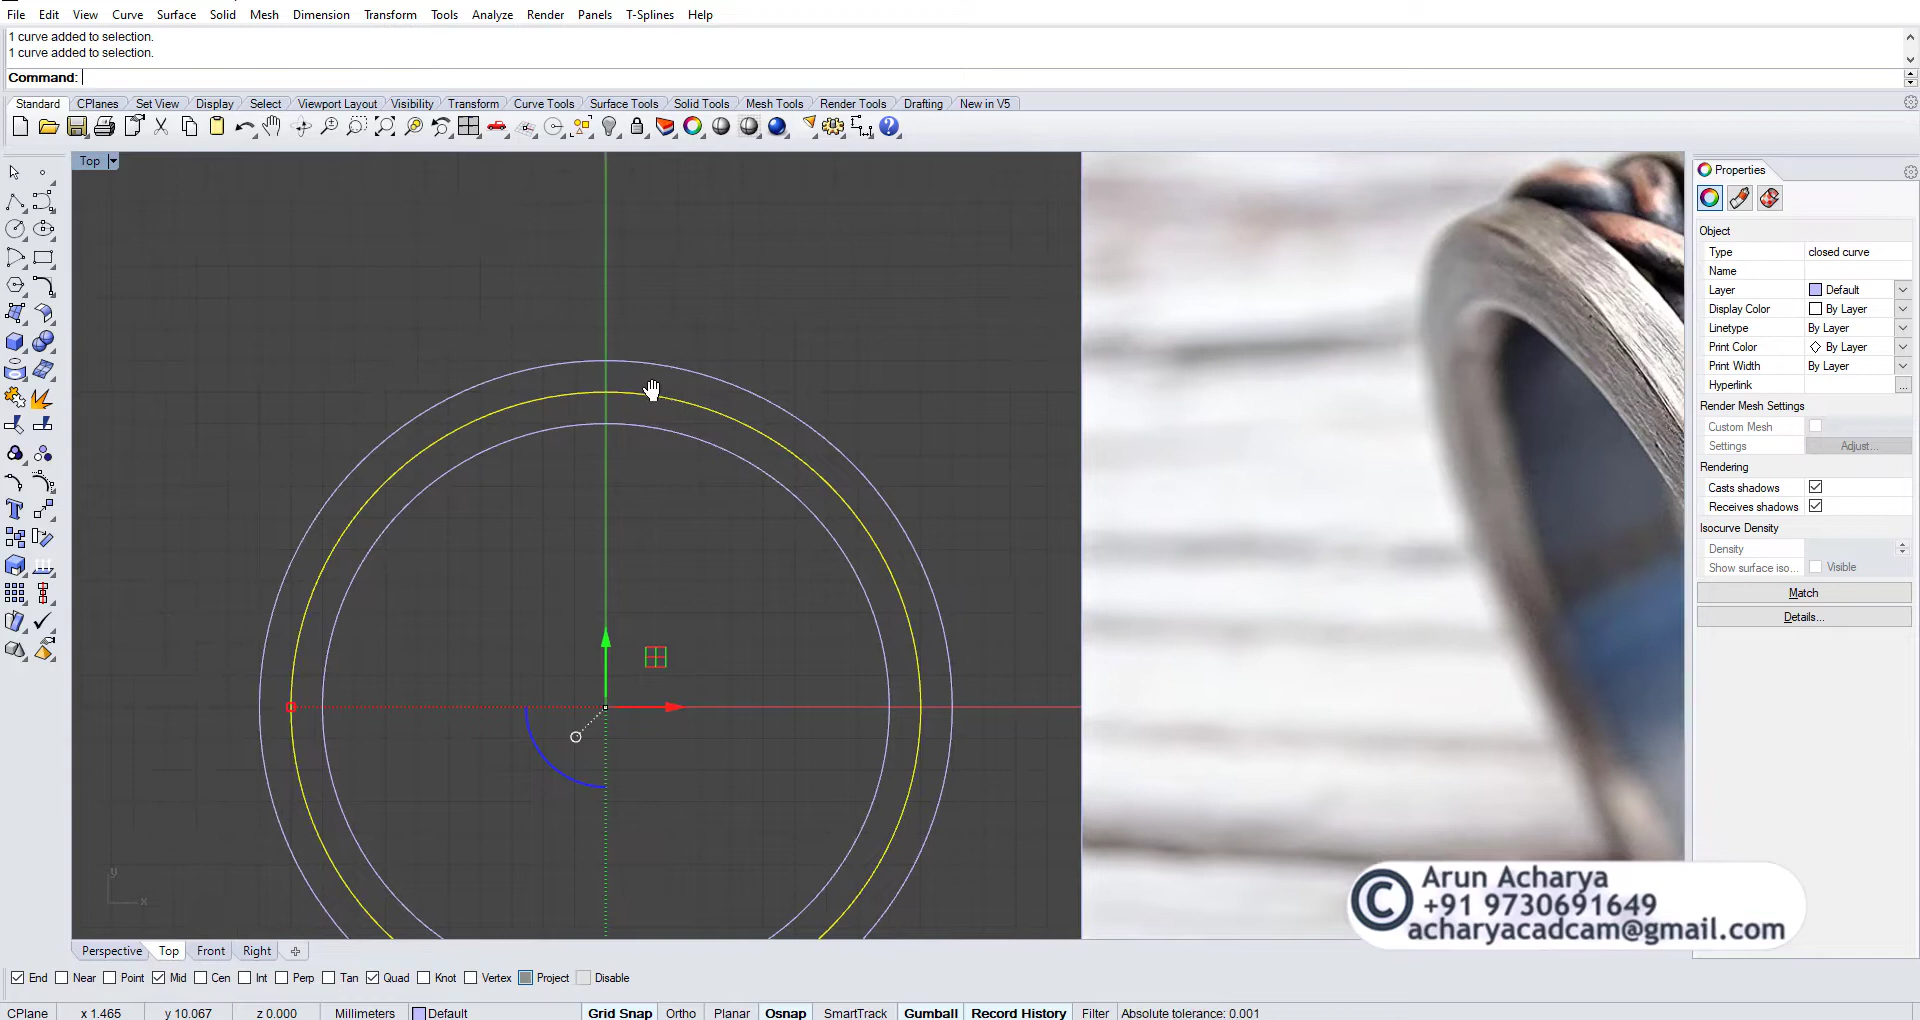 File Edit View Curve Surface Solid Mesh Dimension Transform Tools Analyze Render Panels T-Splines Help
1 curve added to selection.
1 curve added to selection.
Command:
Standard CPlanes Set View Display Select Viewport Layout Visibility Transform Curve Tools Surface Tools Solid Tools Mesh Tools Render Tools Drafting New in V5
Top
Properties
Object
Type closed curve
Name
Layer Default
Display Color By Layer
Linetype By Layer
Print Color By Layer
Print Width By Layer
Hyperlink ...
Render Mesh Settings
Custom Mesh
Settings Adjust...
Rendering
Casts shadows
Receives shadows
Isocurve Density
Density
Show surface iso... Visible
Match
Details...
y
x
© Arun Acharya
+91 9730691649
acharyacadcam@gmail.com
Perspective Top Front Right
End Near Point Mid Cen Int Perp Tan Quad Knot Vertex Project Disable
CPlane x 1.465 y 10.067 z 0.000 Millimeters Default Grid Snap Ortho Planar Osnap SmartTrack Gumball Record History Filter Absolute tolerance: 0.001